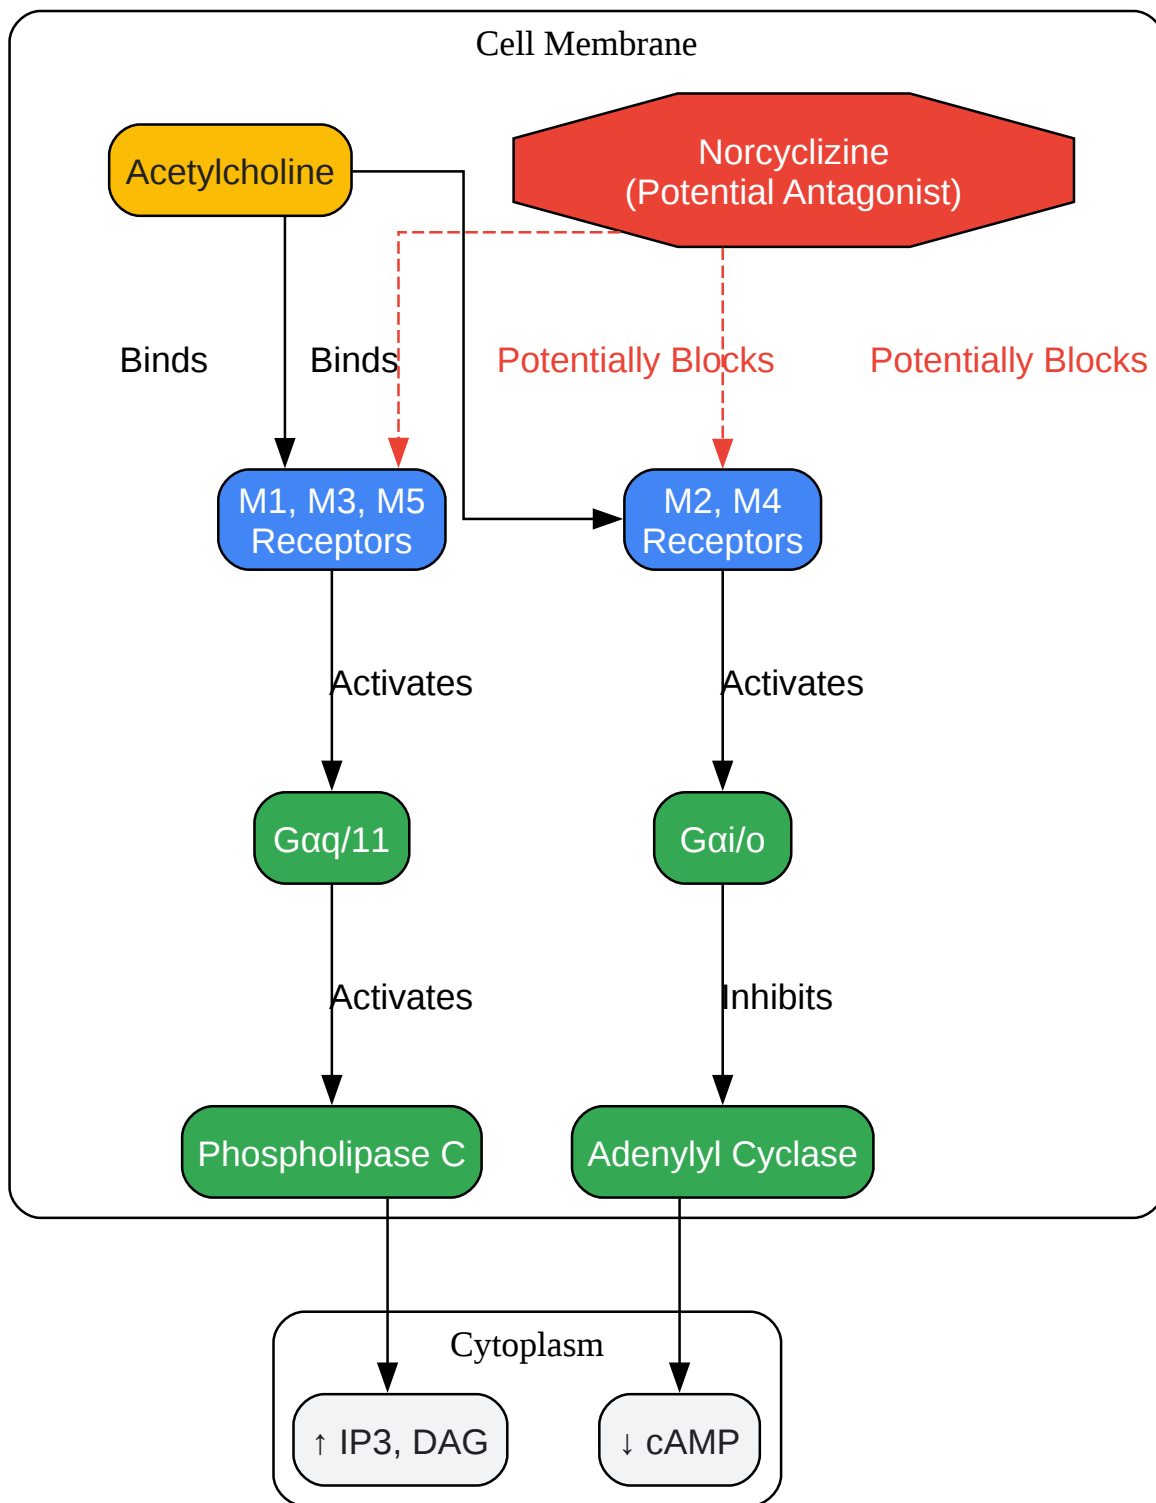 Cell Membrane
Acetylcholine
Norcyclizine
(Potential Antagonist)
Binds
Binds
Potentially Blocks
Potentially Blocks
M1, M3, M5
Receptors
M2, M4
Receptors
Activates
Activates
Gαq/11
Gαi/o
Activates
Inhibits
Phospholipase C
Adenylyl Cyclase
Cytoplasm
↑ IP3, DAG
↓ cAMP